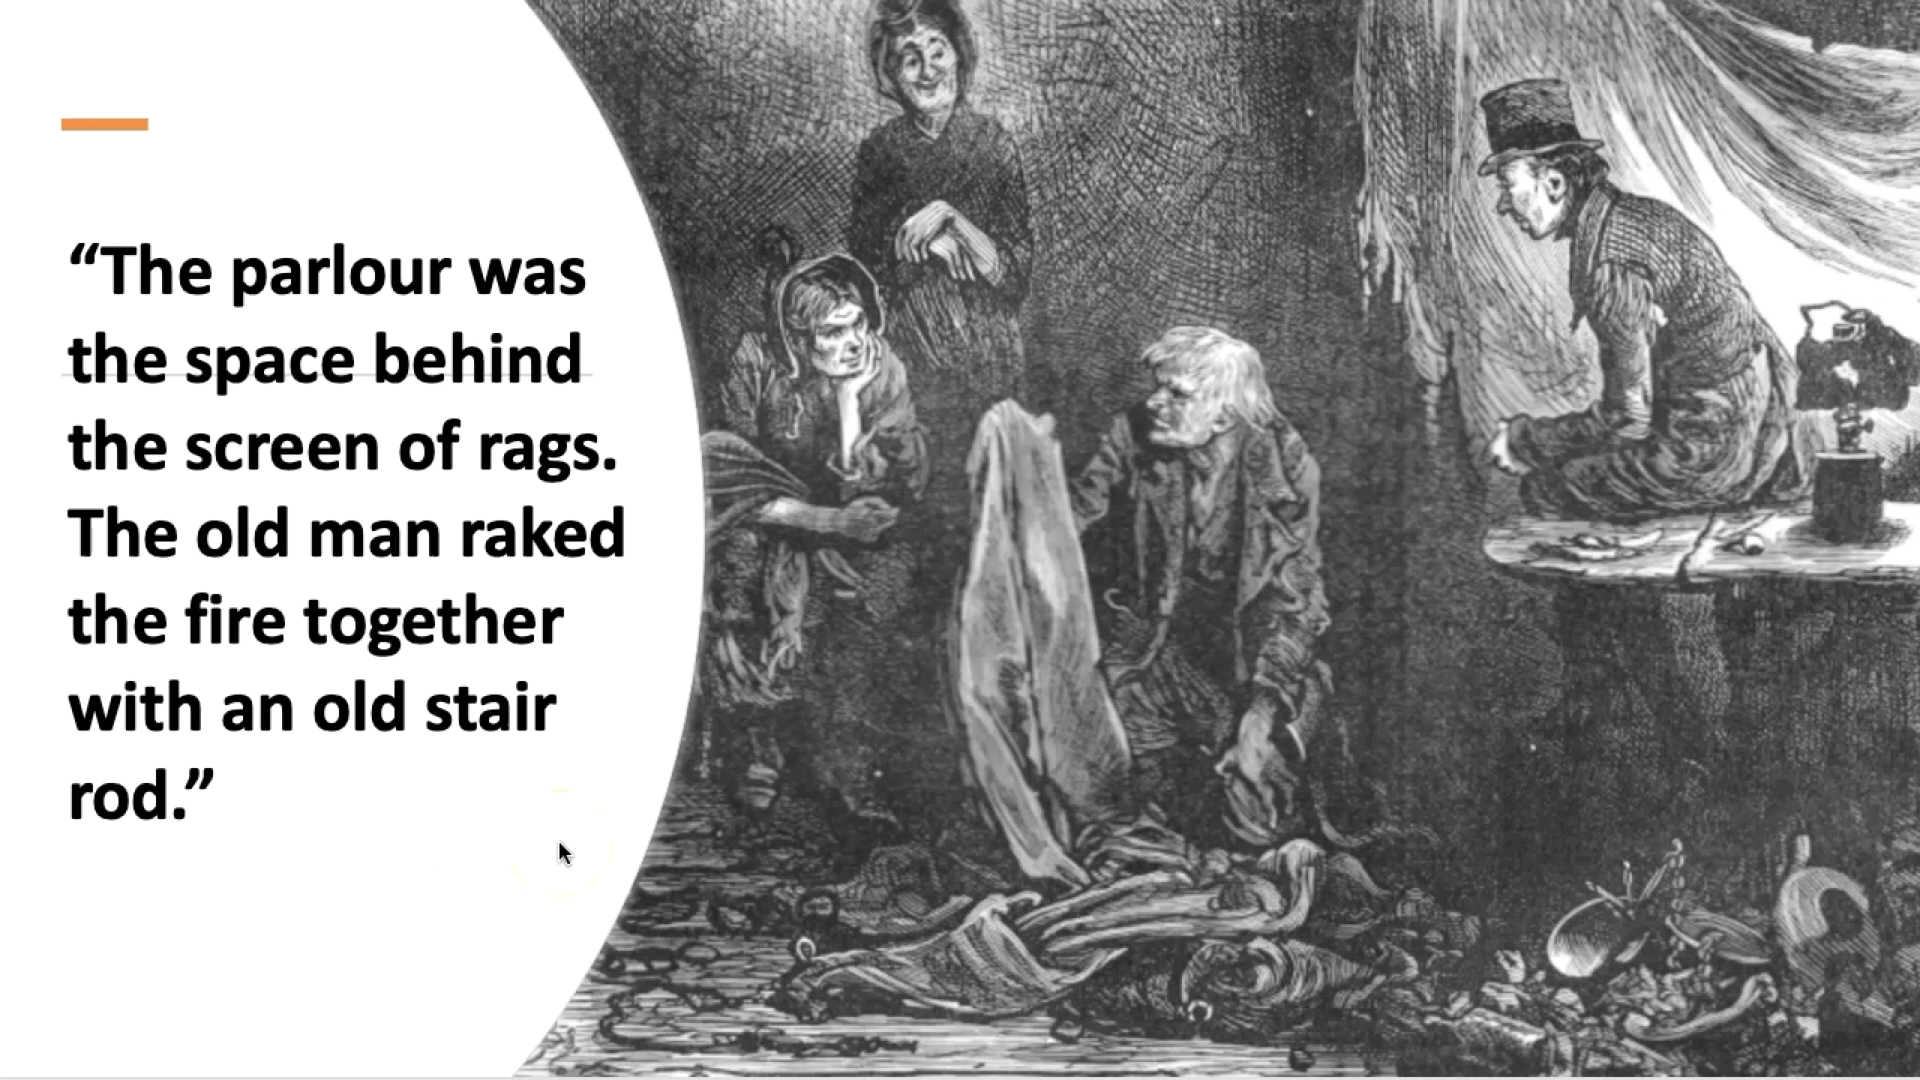 “The parlour was
the space behind
the screen of rags.
The old man raked
the fire together
with an old stair
rod.”